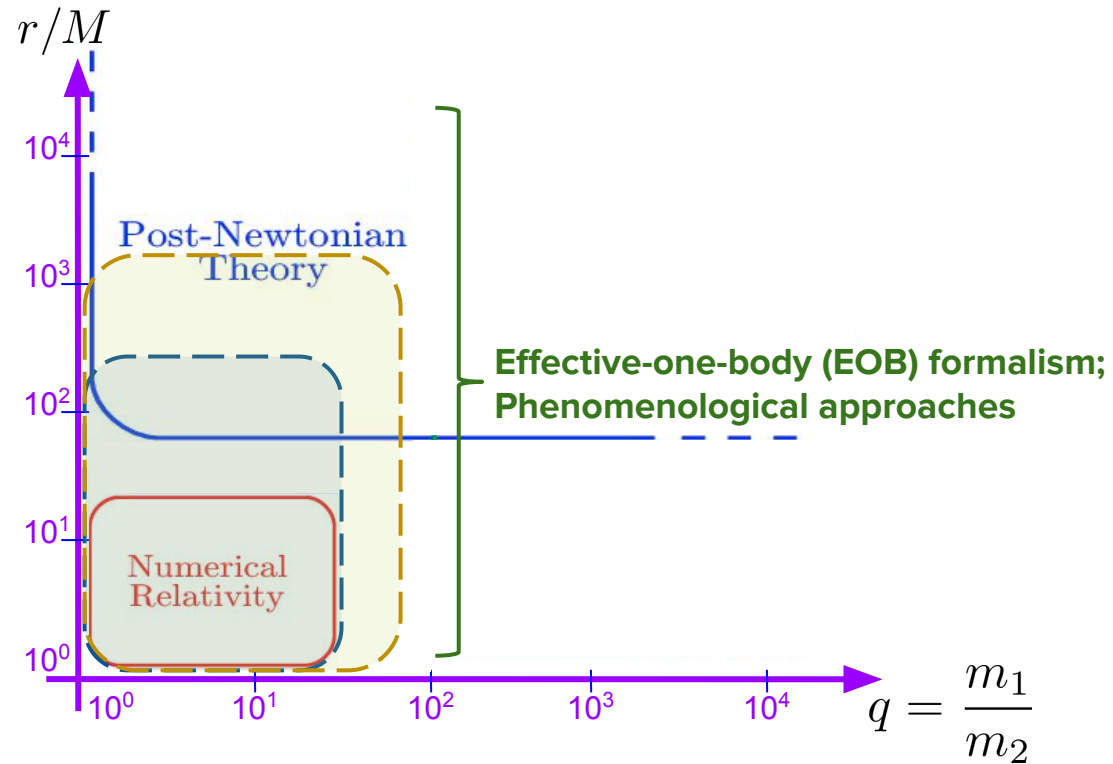 r/M
10⁴
Post-Newtonian
Theory
10³
Effective-one-body (EOB) formalism;
Phenomenological approaches
10²
10¹
Numerical
Relativity
10⁰
10⁰ 10¹ 10² 10³ 10⁴
q = m₁/m₂